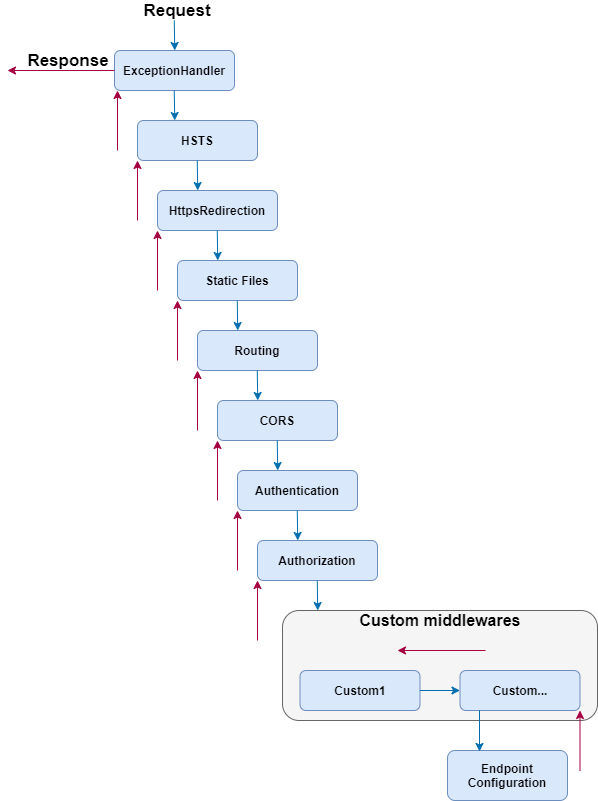 Request
Response
ExceptionHandler
HSTS
HttpsRedirection
Static Files
Routing
CORS
Authentication
Authorization
Custom middlewares
Custom1
Custom...
Endpoint
Configuration